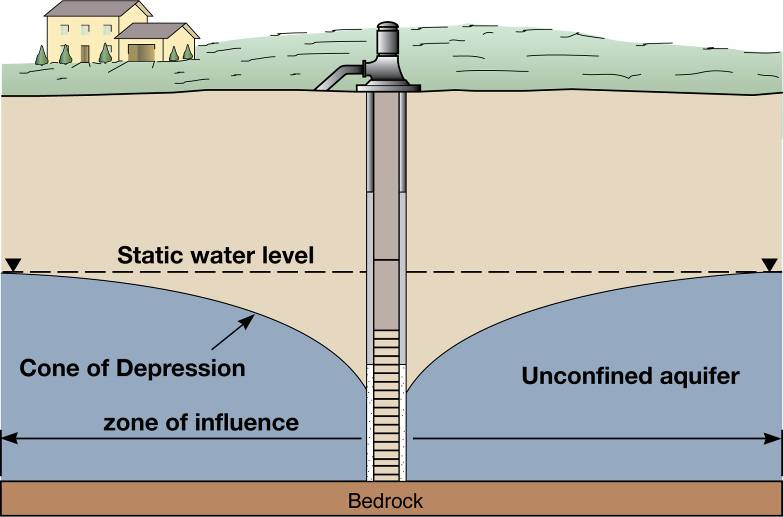 Static water level
Cone of Depression
Unconfined aquifer
zone of influence
Bedrock